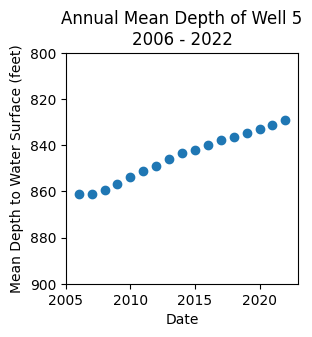 Annual Mean Depth of Well 5
2006 - 2022
Mean Depth to Water Surface (feet)
800
820
840
860
880
900
2005
2010
2015
2020
Date